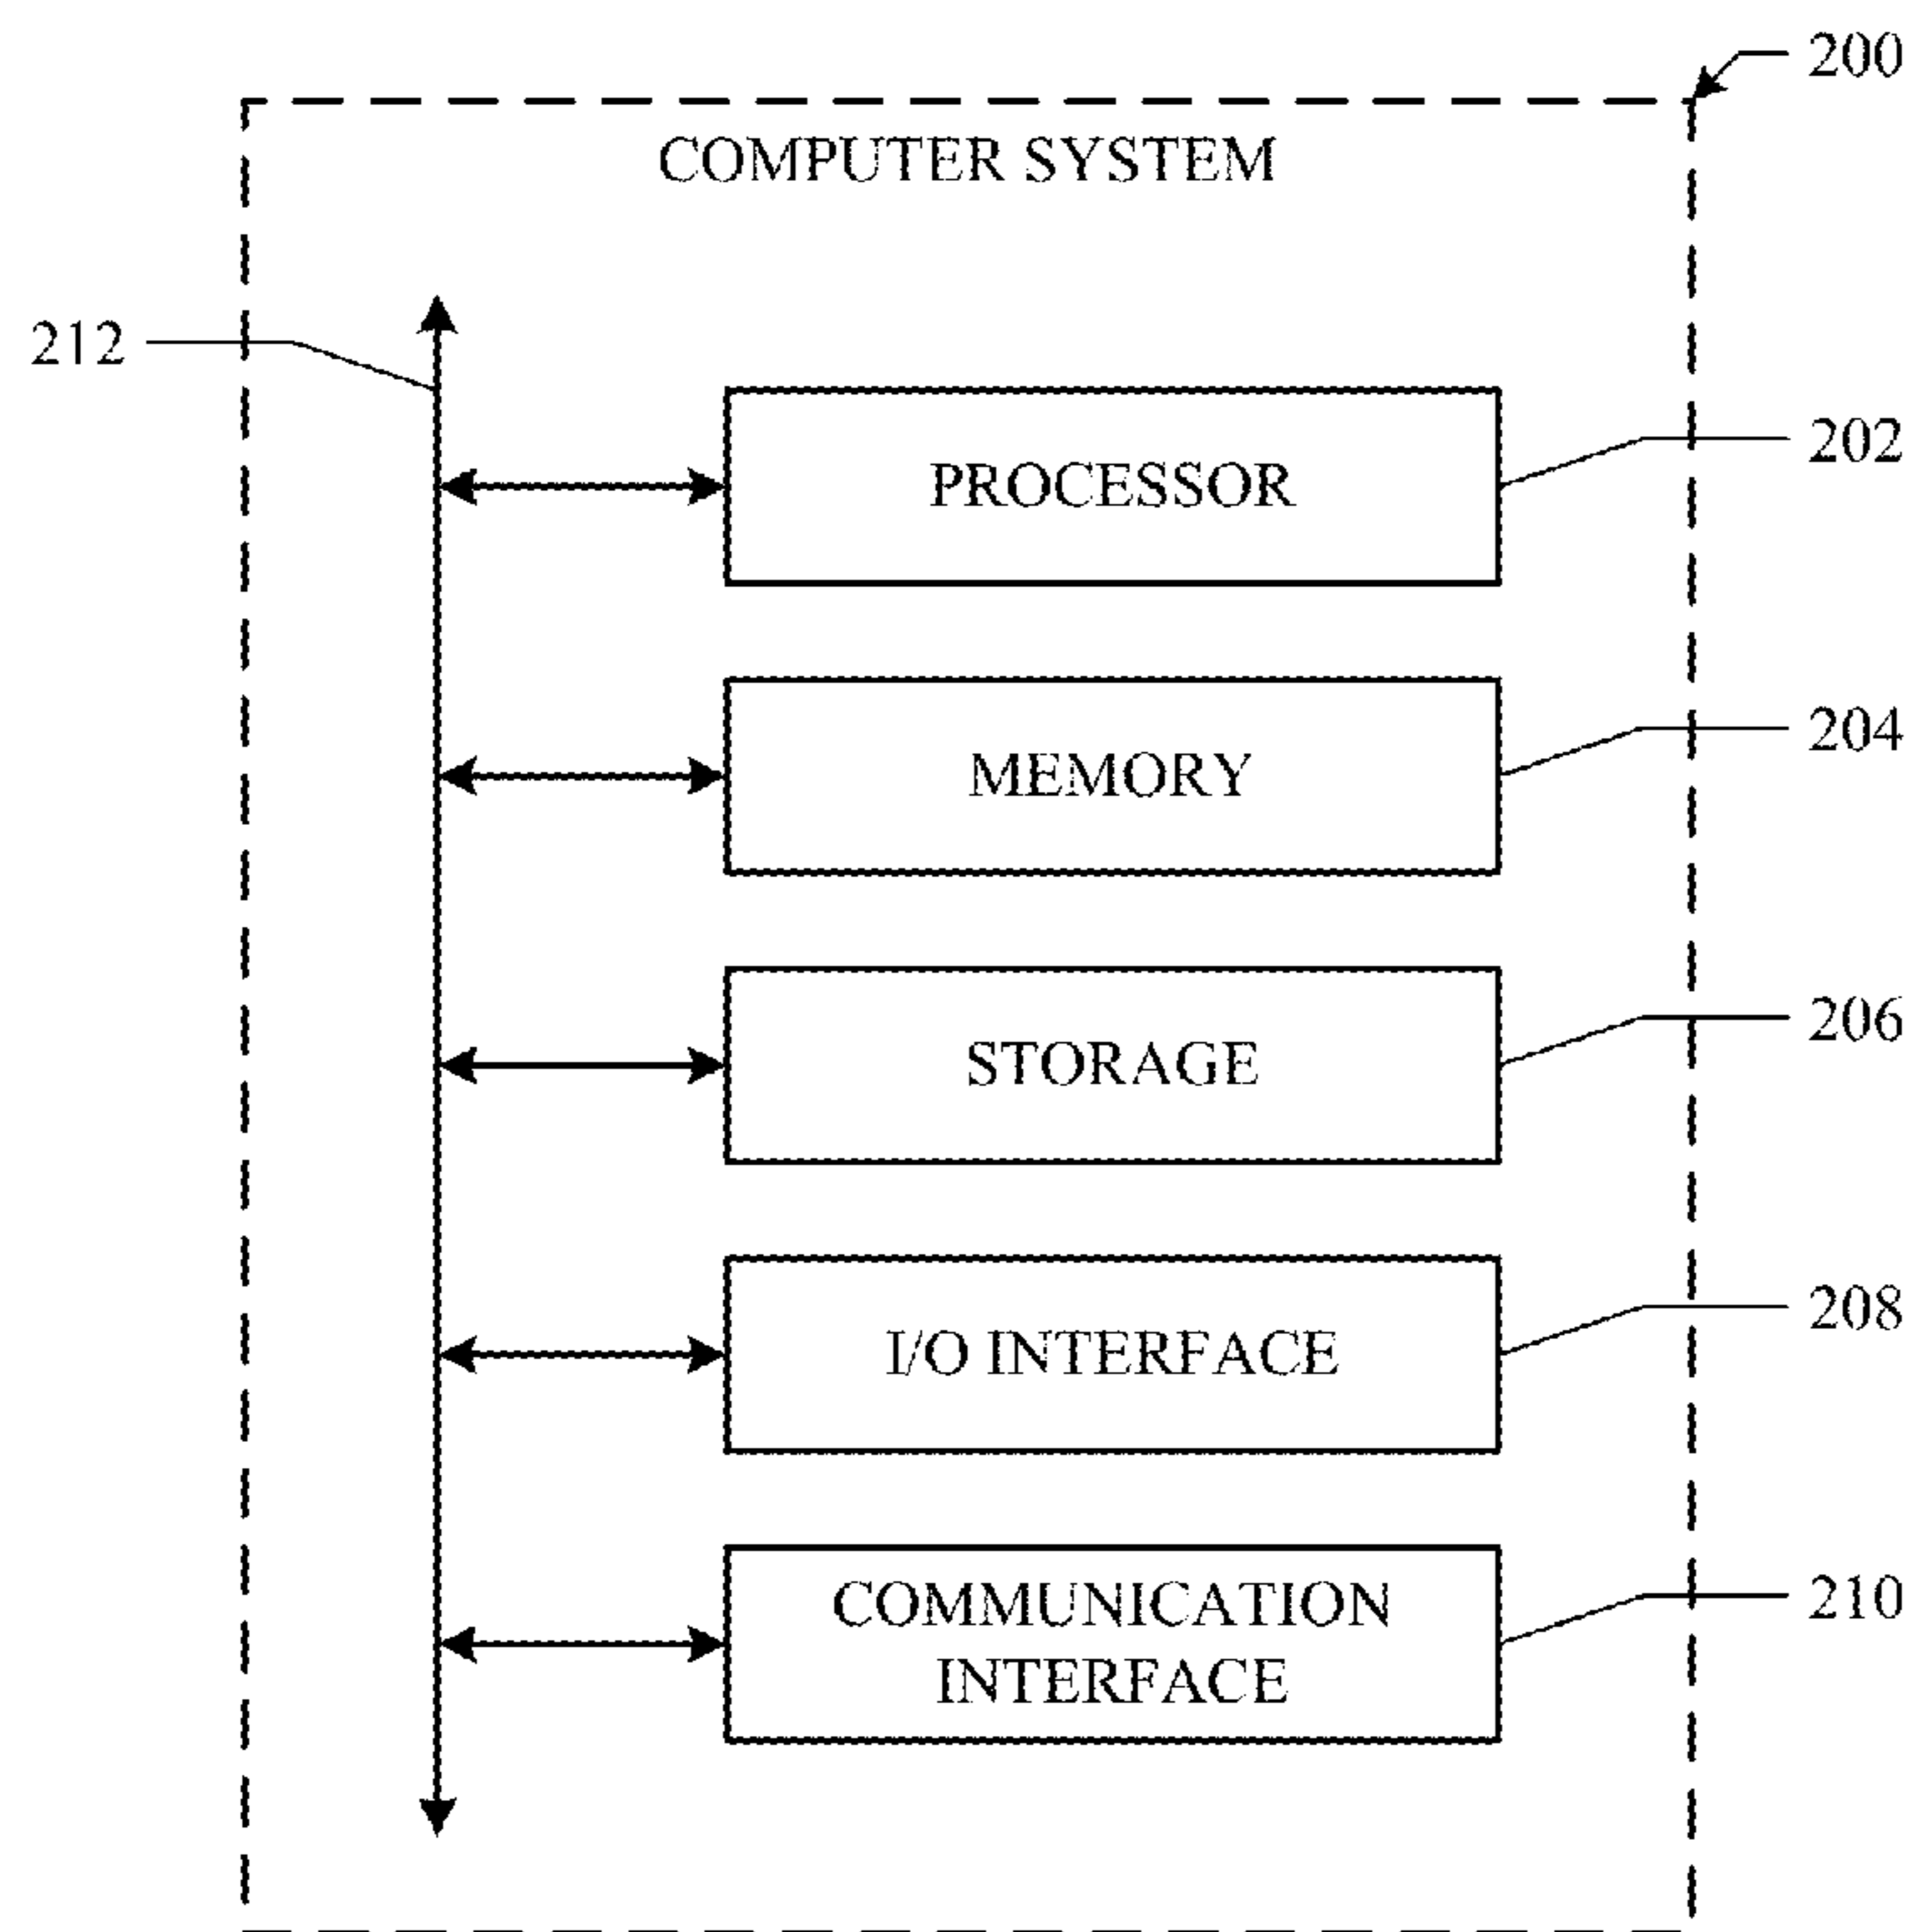 200
COMPUTER SYSTEM
212
PROCESSOR
202
MEMORY
204
STORAGE
206
I/O INTERFACE
208
COMMUNICATION
INTERFACE
210